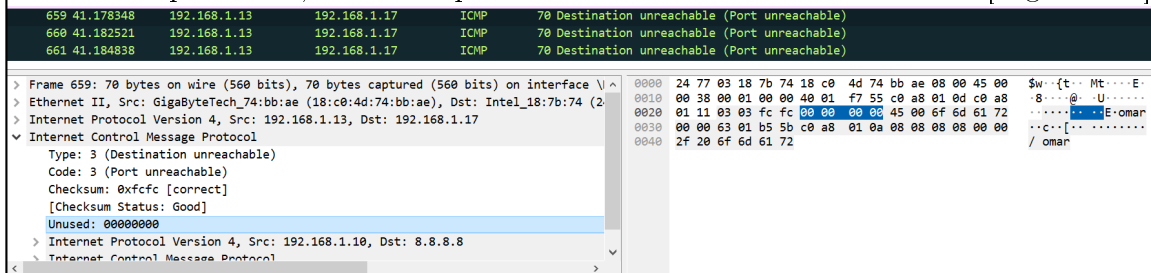 659 41.178348 192.168.1.13 192.168.1.17 ICMP 70 Destination unreachable (Port unreachable)
660 41.182521 192.168.1.13 192.168.1.17 ICMP 70 Destination unreachable (Port unreachable)
661 41.184838 192.168.1.13 192.168.1.17 ICMP 70 Destination unreachable (Port unreachable)
Frame 659: 70 bytes on wire (560 bits), 70 bytes captured (560 bits) on interface \
Ethernet II, Src: GigaByteTech_74:bb:ae (18:c0:4d:74:bb:ae), Dst: Intel_18:7b:74 (2
Internet Protocol Version 4, Src: 192.168.1.13, Dst: 192.168.1.17
Internet Control Message Protocol
Type: 3 (Destination unreachable)
Code: 3 (Port unreachable)
Checksum: 0xfcfc [correct]
[Checksum Status: Good]
Unused: 00000000
Internet Protocol Version 4, Src: 192.168.1.10, Dst: 8.8.8.8
Internet Control Message Protocol
0000 24 77 03 18 7b 74 18 c0 4d 74 bb ae 08 00 45 00 $w··{t·· Mt····E·
0010 00 38 00 01 00 00 40 01 f7 55 c0 a8 01 0d c0 a8 ·8····@· ·U······
0020 01 11 03 03 fc fc 00 00 00 00 45 00 6f 6d 61 72 ········ ··E·omar
0030 00 00 63 01 b5 5b c0 a8 01 0a 08 08 08 08 00 00 ··c··[·· ········
0040 2f 20 6f 6d 61 72 / omar